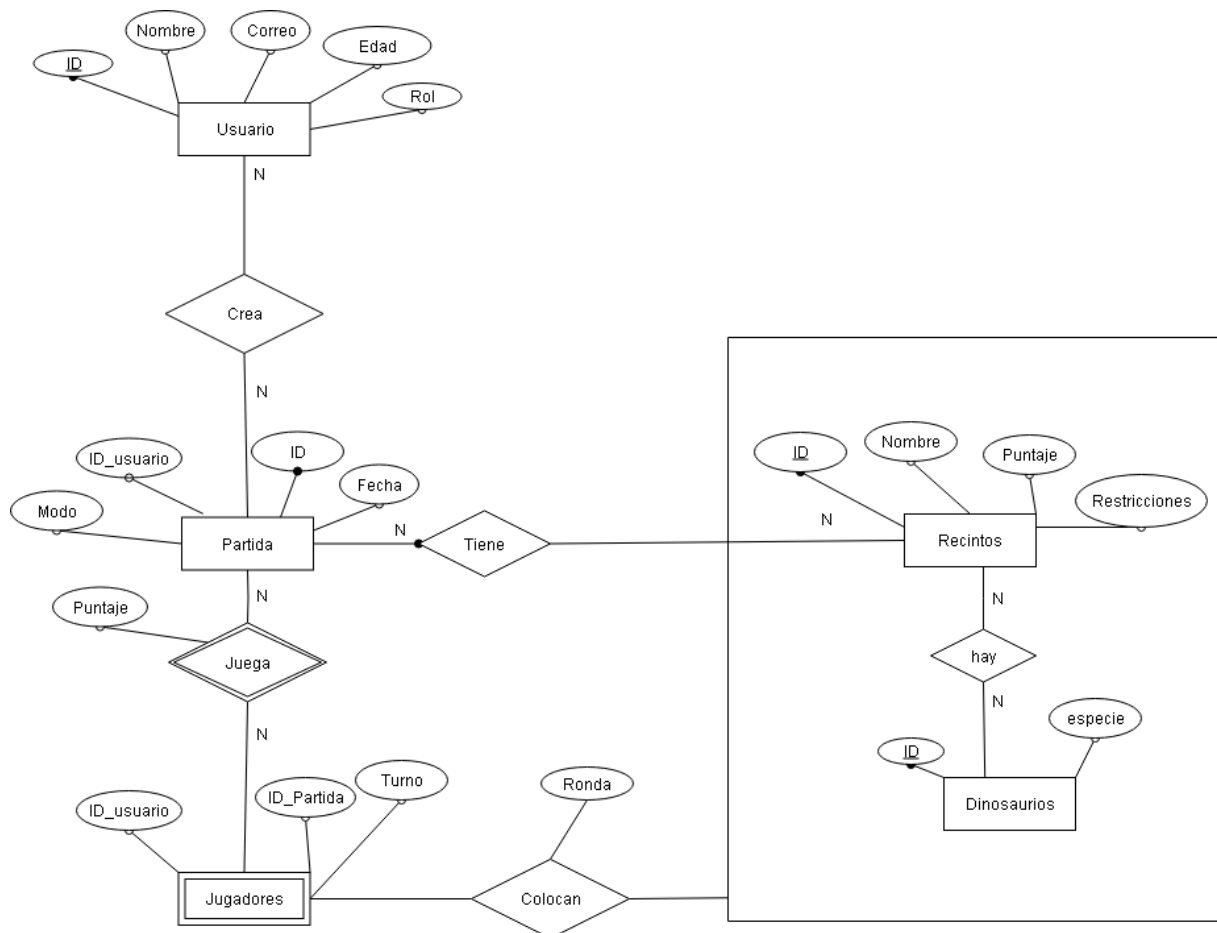 Nombre
Correo
Edad
ID
Rol
Usuario
N
Crea
N
ID_usuario
ID
Fecha
Modo
Partida
N
Tiene
N
ID
Nombre
Puntaje
Restricciones
Recintos
N
Puntaje
Juega
N
hay
N
especie
ID
Dinosaurios
N
ID_usuario
ID_Partida
Turno
Ronda
Jugadores
Colocan